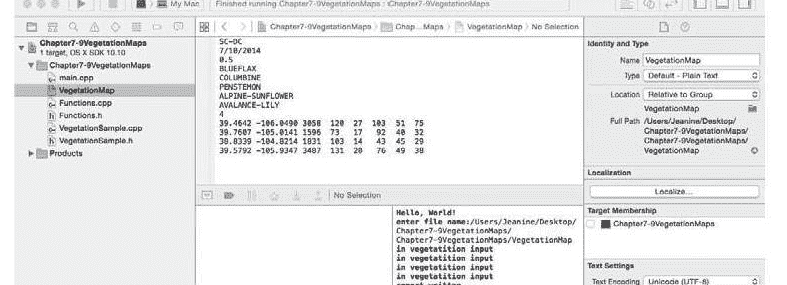 My Mac
Finished running Chapter7-9VegetationMaps : Chapter7-9VegetationMaps
Chapter7-9VegetationMaps
1 target, OS X SDK 10.10
Chapter7-9VegetationMaps
main.cpp
VegetationMap
Functions.cpp
Functions.h
VegetationSample.cpp
VegetationSample.h
Products
Chapter7-9VegetationMaps
Chap...Maps
VegetationMap
No Selection
SC-DC
7/10/2014
0.5
BLUEFLAX
COLUMBINE
PENSTEMON
ALPINE-SUNFLOWER
AVALANCE-LILY
4
39.4642 -106.0490 3058 120 27 103 51 75
39.7607 -105.0141 1596 73 17 92 40 32
38.8339 -104.8214 1831 103 14 43 45 29
39.5792 -105.9347 3487 131 28 76 49 38
No Selection
Hello, World!
enter file name:/Users/Jeanine/Desktop/
Chapter7-9VegetationMaps/
Chapter7-9VegetationMaps/VegetationMap
in vegetatition input
in vegetatition input
in vegetatition input
in vegetatition input
Identity and Type
Name VegetationMap
Type Default - Plain Text
Location Relative to Group
VegetationMap
Full Path /Users/Jeanine/Desktop/
Chapter7-9VegetationMaps/
Chapter7-9VegetationMaps/
VegetationMap
Localization
Localize...
Target Membership
Chapter7-9VegetationMaps
Text Settings
Text Encoding Unicode (UTF-8)